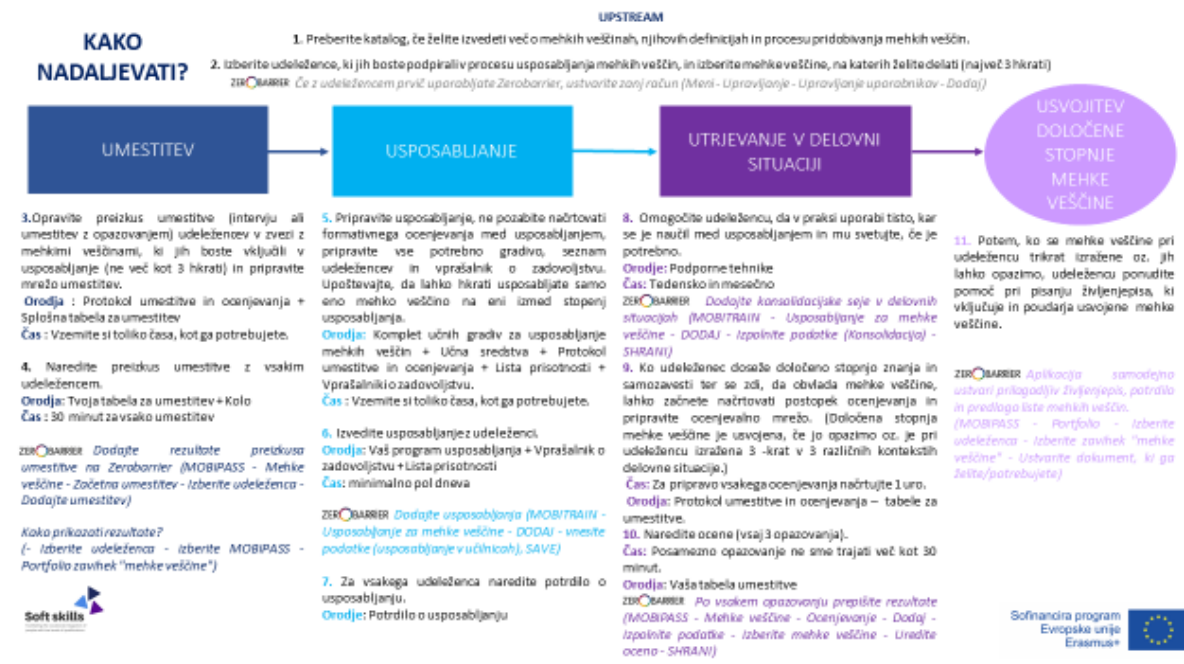 UPSTREAM
KAKO
NADALJEVATI?
1. Preberite katalog, če želite izvedeti več o mehkih veščinah, njihovih definicijah in procesu pridobivanja mehkih veščin.
2. Izberite udeležence, ki jih boste podpirali v procesu usposabljanja mehkih veščin, in izberite mehke veščine, na katerih želite delati (največ 3 hkrati)
ZEROBARRIER Če z udeležencem prvič uporabljate Zerobarrier, ustvarite zanj račun (Meni - Upravljanje - Upravljanje uporabnikov - Dodaj)
UMESTITEV
USPOSABLJANJE
UTRJEVANJE V DELOVNI
SITUACIJI
USVOJITEV
DOLOČENE
STOPNJE
MEHKE
VEŠČINE
3.Opravite preizkus umestitve (intervju ali
umestitev z opazovanjem) udeležencev v zvezi z
mehkimi veščinami, ki jih boste vključili v
usposabljanje (ne več kot 3 hkrati) in pripravite
mrežo umestitev.
Orodja : Protokol umestitve in ocenjevanja +
Splošna tabela za umestitev
Čas : Vzemite si toliko časa, kot ga potrebujete.
4. Naredite preizkus umestitve z vsakim
udeležencem.
Orodja: Tvoja tabela za umestitev + Kolo
Čas : 30 minut za vsako umestitev
ZEROBARRIER Dodajte rezultate preizkusa
umestitve na Zerobarrier (MOBIPASS - Mehke
veščine - Začetna umestitev - Izberite udeleženca -
Dodajte umestitev)
Kako prikazati rezultate?
(- Izberite udeleženca - Izberite MOBIPASS -
Portfolio zavihek "mehke veščine")
Soft skills
5. Pripravite usposabljanje, ne pozabite načrtovati
formativnega ocenjevanja med usposabljanjem,
pripravite vse potrebno gradivo, seznam
udeležencev in vprašalnik o zadovoljstvu.
Upoštevajte, da lahko hkrati usposabljate samo
eno mehko veščino na eni izmed stopenj
usposabljanja.
Orodja: Komplet učnih gradiv za usposabljanje
mehkih veščin + Učna sredstva + Protokol
umestitve in ocenjevanja + Lista prisotnosti +
Vprašalnik o zadovoljstvu.
Čas : Vzemite si toliko časa, kot ga potrebujete.
6. Izvedite usposabljanje z udeleženci.
Orodja: Vaš program usposabljanja + Vprašalnik o
zadovoljstvu + Lista prisotnosti
Čas: minimalno pol dneva
ZEROBARRIER Dodajte usposabljanja (MOBITRAIN -
Usposabljanje za mehke veščine - DODAJ - vnesite
podatke (usposabljanje v učilnicah), SAVE)
7. Za vsakega udeleženca naredite potrdilo o
usposabljanju.
Orodje: Potrdilo o usposabljanju
8. Omogočite udeležencu, da v praksi uporabi tisto, kar
se je naučil med usposabljanjem in mu svetujte, če je
potrebno.
Orodje: Podporne tehnike
Čas: Tedensko in mesečno
ZEROBARRIER Dodajte konsolidacijske seje v delovnih
situacijah (MOBITRAIN - Usposabljanje za mehke
veščine - DODAJ - Izpolnite podatke (Konsolidacija) -
SHRANI)
9. Ko udeleženec doseže določeno stopnjo znanja in
samozavesti ter se zdi, da obvlada mehke veščine,
lahko začnete načrtovati postopek ocenjevanja in
pripravite ocenjevalno mrežo. (Določena stopnja
mehke veščine je usvojena, če jo opazimo oz. je pri
udeležencu izražena 3 -krat v 3 različnih kontekstih
delovne situacije.)
Čas: Za pripravo vsakega ocenjevanja načrtujte 1 uro.
Orodja: Protokol umestitve in ocenjevanja – tabele za
umestitve.
10. Naredite ocene (vsaj 3 opazovanja).
Čas: Posamezno opazovanje ne sme trajati več kot 30
minut.
Orodja: Vaša tabela umestitve
ZEROBARRIER Po vsakem opazovanju prepišite rezultate
(MOBIPASS - Mehke veščine - Ocenjevanje - Dodaj -
Izpolnite podatke - Izberite mehke veščine - Uredite
oceno - SHRANI)
11. Potem, ko se mehke veščine pri
udeležencu trikrat izražene oz. jih
lahko opazimo, udeležencu ponudite
pomoč pri pisanju življenjepisa, ki
vključuje in poudarja usvojene mehke
veščine.
ZEROBARRIER Aplikacija samodejno
ustvari prilagodljiv življenjepis, potrdilo
in predlogo liste mehkih veščin.
(MOBIPASS - Portfolio - Izberite
udeleženca - Izberite zavihek "mehke
veščine" - Ustvarite dokument, ki ga
želite/potrebujete)
Sofinancira program
Evropske unije
Erasmus+